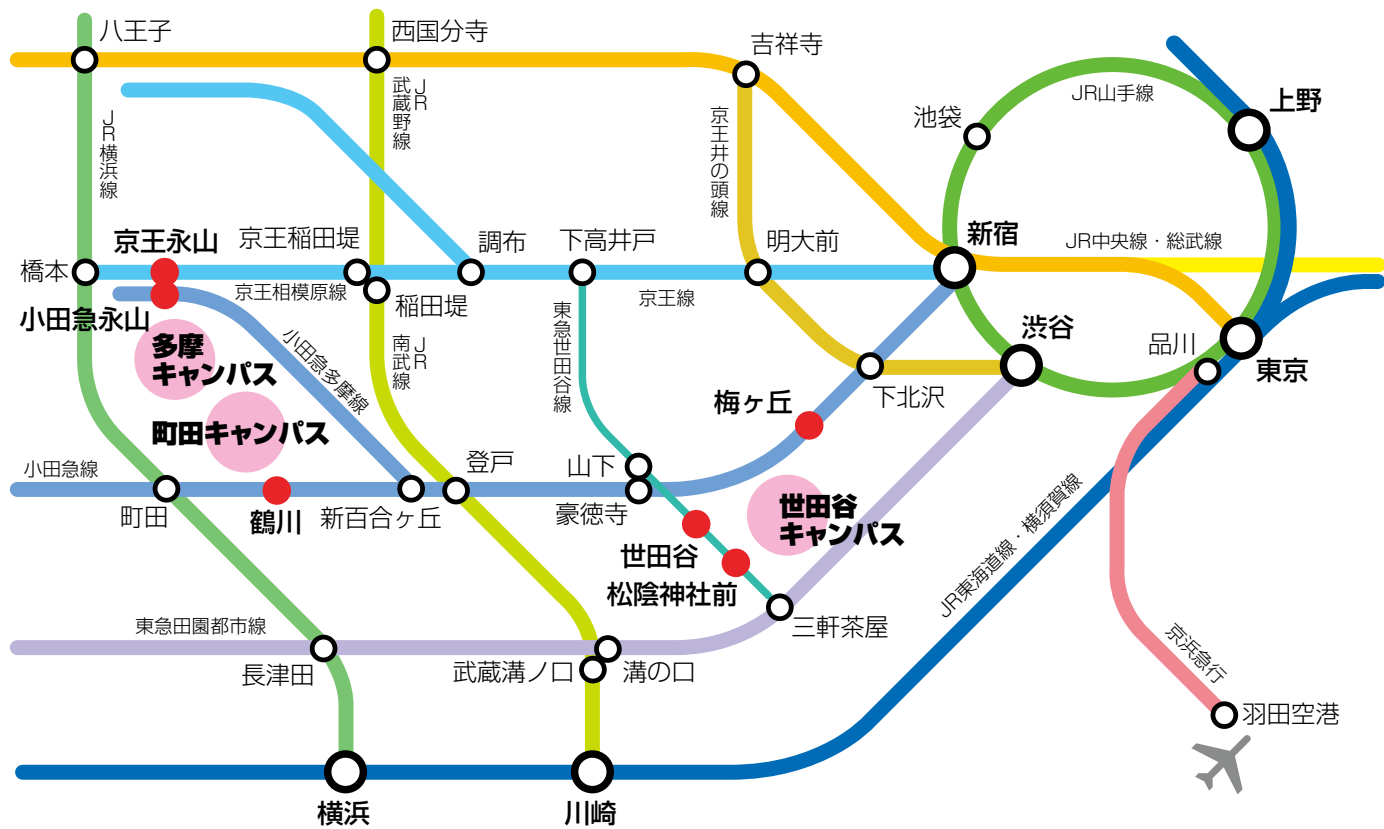 八王子
西国分寺
吉祥寺
JR山手線
上野
池袋
JR横浜線
JR
武蔵野線
京王井の頭線
京王永山
京王稲田堤
調布
下高井戸
明大前
新宿
JR中央線・総武線
橋本
京王相模原線
稲田堤
京王線
小田急永山
多摩
キャンパス
小田急多摩線
JR
南武線
東急世田谷線
渋谷
品川
東京
下北沢
梅ヶ丘
町田キャンパス
小田急線
町田
鶴川
新百合ヶ丘
登戸
山下
豪徳寺
世田谷
キャンパス
世田谷
松陰神社前
JR東海道線・横須賀線
東急田園都市線
三軒茶屋
長津田
武蔵溝ノ口
溝の口
京浜急行
羽田空港
横浜
川崎